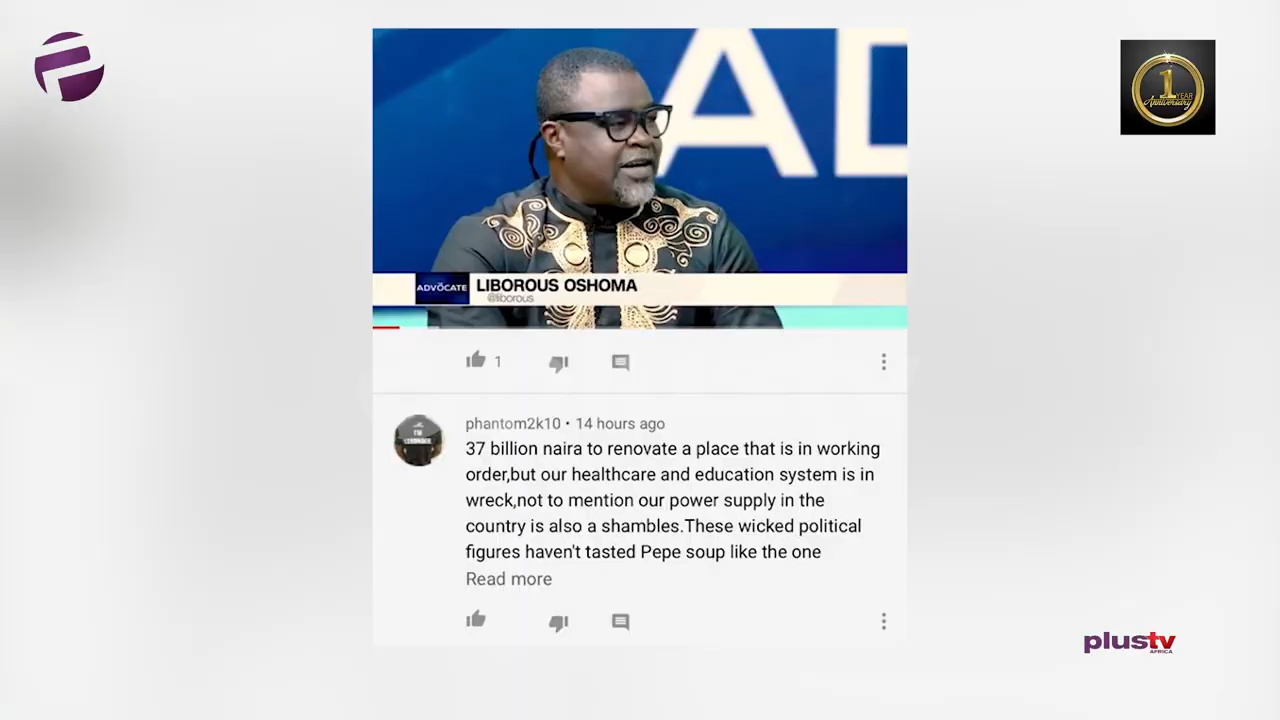 AD
ADVOCATE
LIBOROUS OSHOMA
@liborous
1
YEAR
Anniversary
1
phantom2k10 • 14 hours ago
37 billion naira to renovate a place that is in working
order,but our healthcare and education system is in
wreck,not to mention our power supply in the
country is also a shambles.These wicked political
figures haven't tasted Pepe soup like the one
Read more
plustv
AFRICA